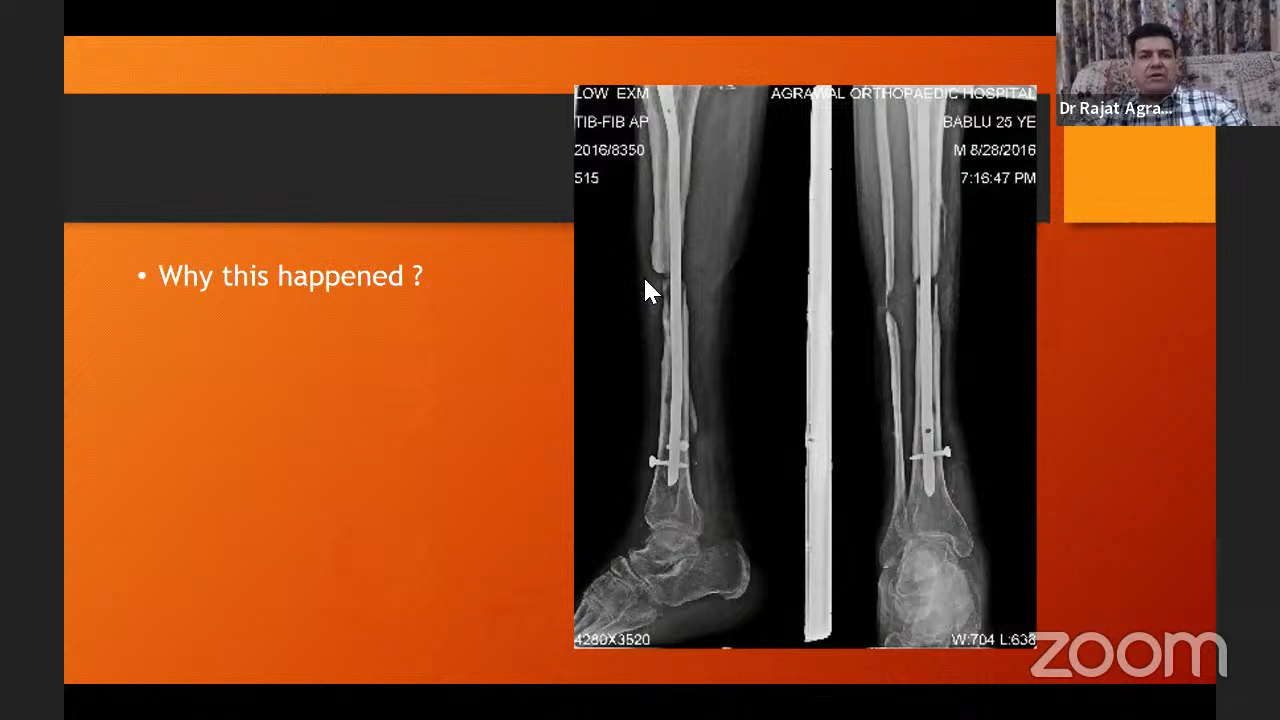 Dr Rajat Agra...
LOW EXM
AGRAWAL ORTHOPAEDIC HOSPITAL
TIB-FIB AP
BABLU 25 YE
2016/8350
M 8/28/2016
515
7:16:47 PM
• Why this happened ?
4280X3520
W:704 L:638
zoom